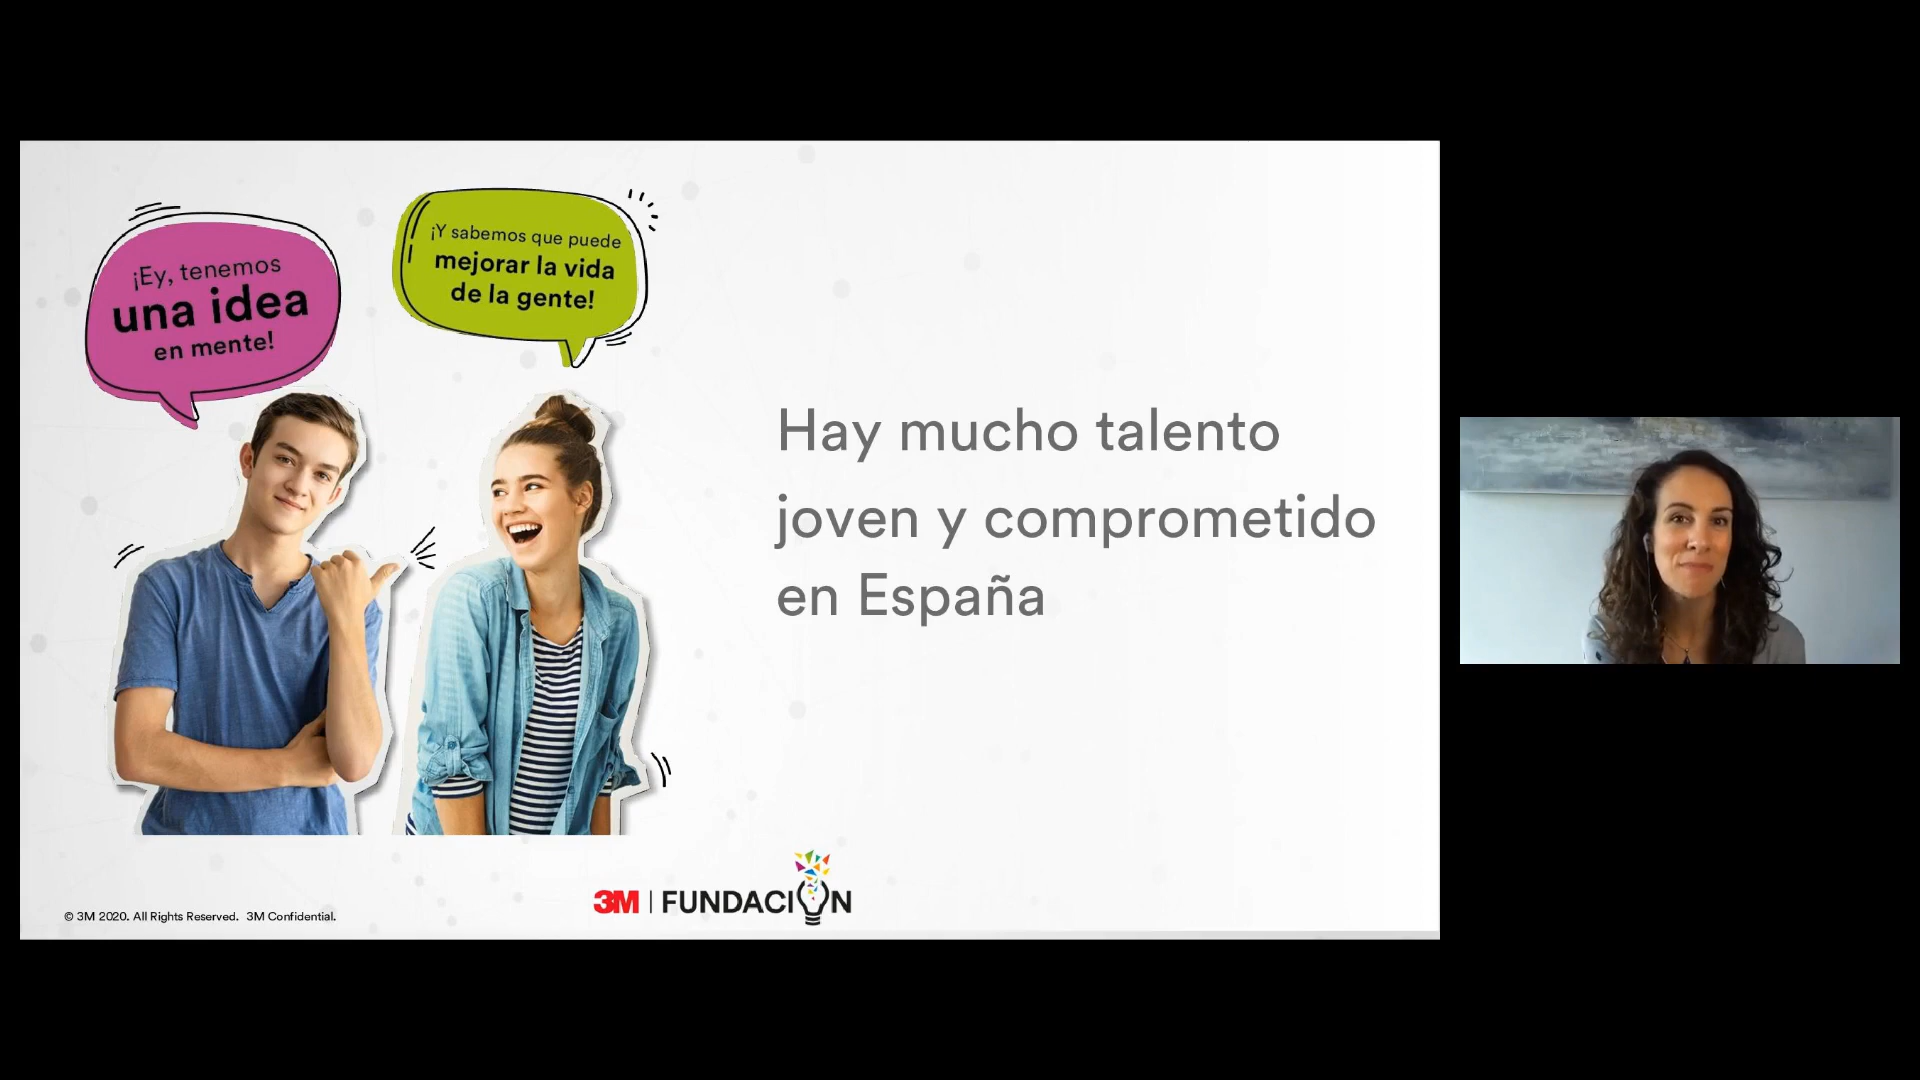 ¡Ey, tenemos
una idea
en mente!
¡Y sabemos que puede
mejorar la vida
de la gente!
Hay mucho talento
joven y comprometido
en España
© 3M 2020. All Rights Reserved. 3M Confidential.
3M | FUNDACIÓN